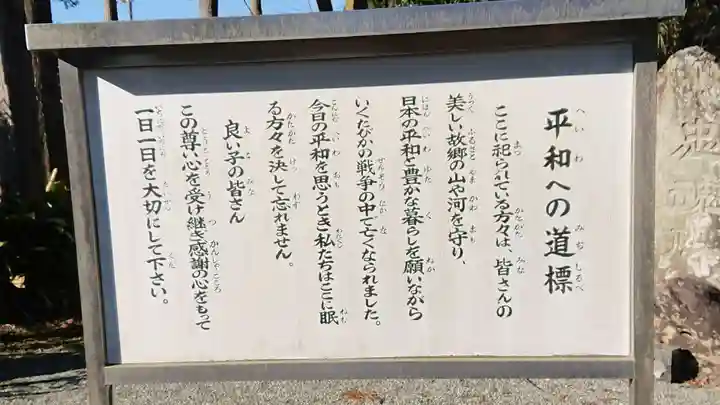 平和への道標
ここに祀られている方々は、皆さんの
美しい故郷の山や河を守り、
日本の平和と豊かな暮らしを願いながら
いくたびかの戦争の中で亡くなられました。
今日の平和を思うとき私たちはここに眠
る方々を決して忘れません。
良い子の皆さん
この尊い心を受け継ぎ感謝の心をもって
一日一日を大切にして下さい。